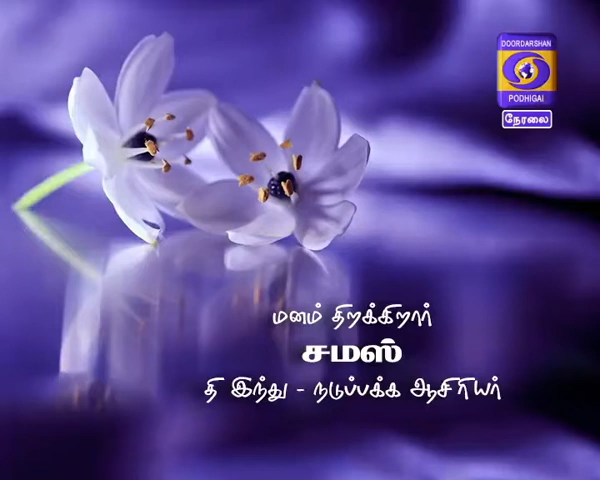 DOORDARSHAN
PODHIGAI
நேரலை
மனம் திறக்கிறார்
சமஸ்
தி இந்து - நடுப்பக்க ஆசிரியர்